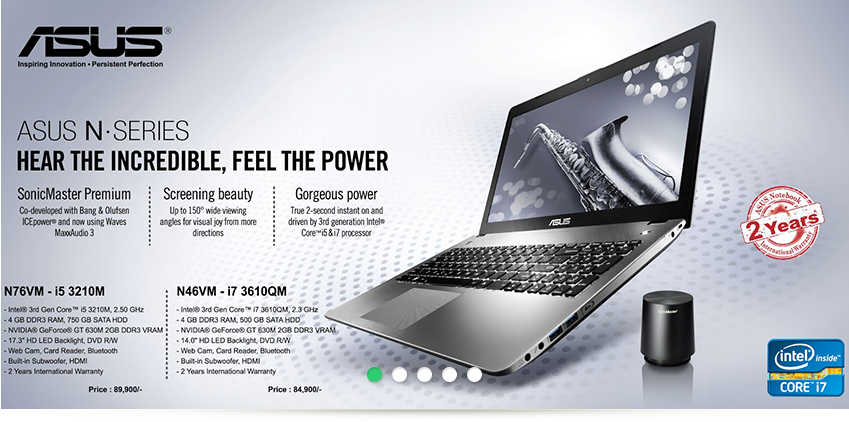 ASUS®
Inspiring Innovation • Persistent Perfection
ASUS N·SERIES
HEAR THE INCREDIBLE, FEEL THE POWER
SonicMaster Premium
Co-developed with Bang & Olufsen
ICEpower® and now using Waves
MaxxAudio 3
Screening beauty
Up to 150° wide viewing
angles for visual joy from more
directions
Gorgeous power
True 2-second instant on and
driven by 3rd generation Intel®
Core™i5&i7 processor
N76VM - i5 3210M
- Intel® 3rd Gen Core™ i5 3210M, 2.50 GHz
- 4 GB DDR3 RAM, 750 GB SATA HDD
- NVIDIA® GeForce® GT 630M 2GB DDR3 VRAM
- 17.3" HD LED Backlight, DVD R/W
- Web Cam, Card Reader, Bluetooth
- Built-in Subwoofer, HDMI
- 2 Years International Warranty
Price : 89,900/-
N46VM - i7 3610QM
- Intel® 3rd Gen Core™ i7 3610QM, 2.3 GHz
- 4 GB DDR3 RAM, 500 GB SATA HDD
- NVIDIA® GeForce® GT 630M 2GB DDR3 VRAM
- 14.0" HD LED Backlight, DVD R/W
- Web Cam, Card Reader, Bluetooth
- Built-in Subwoofer, HDMI
- 2 Years International Warranty
Price : 84,900/-
ASUS
ASUS Notebook
2 Years
International Warranty
intel inside™
CORE™ i7